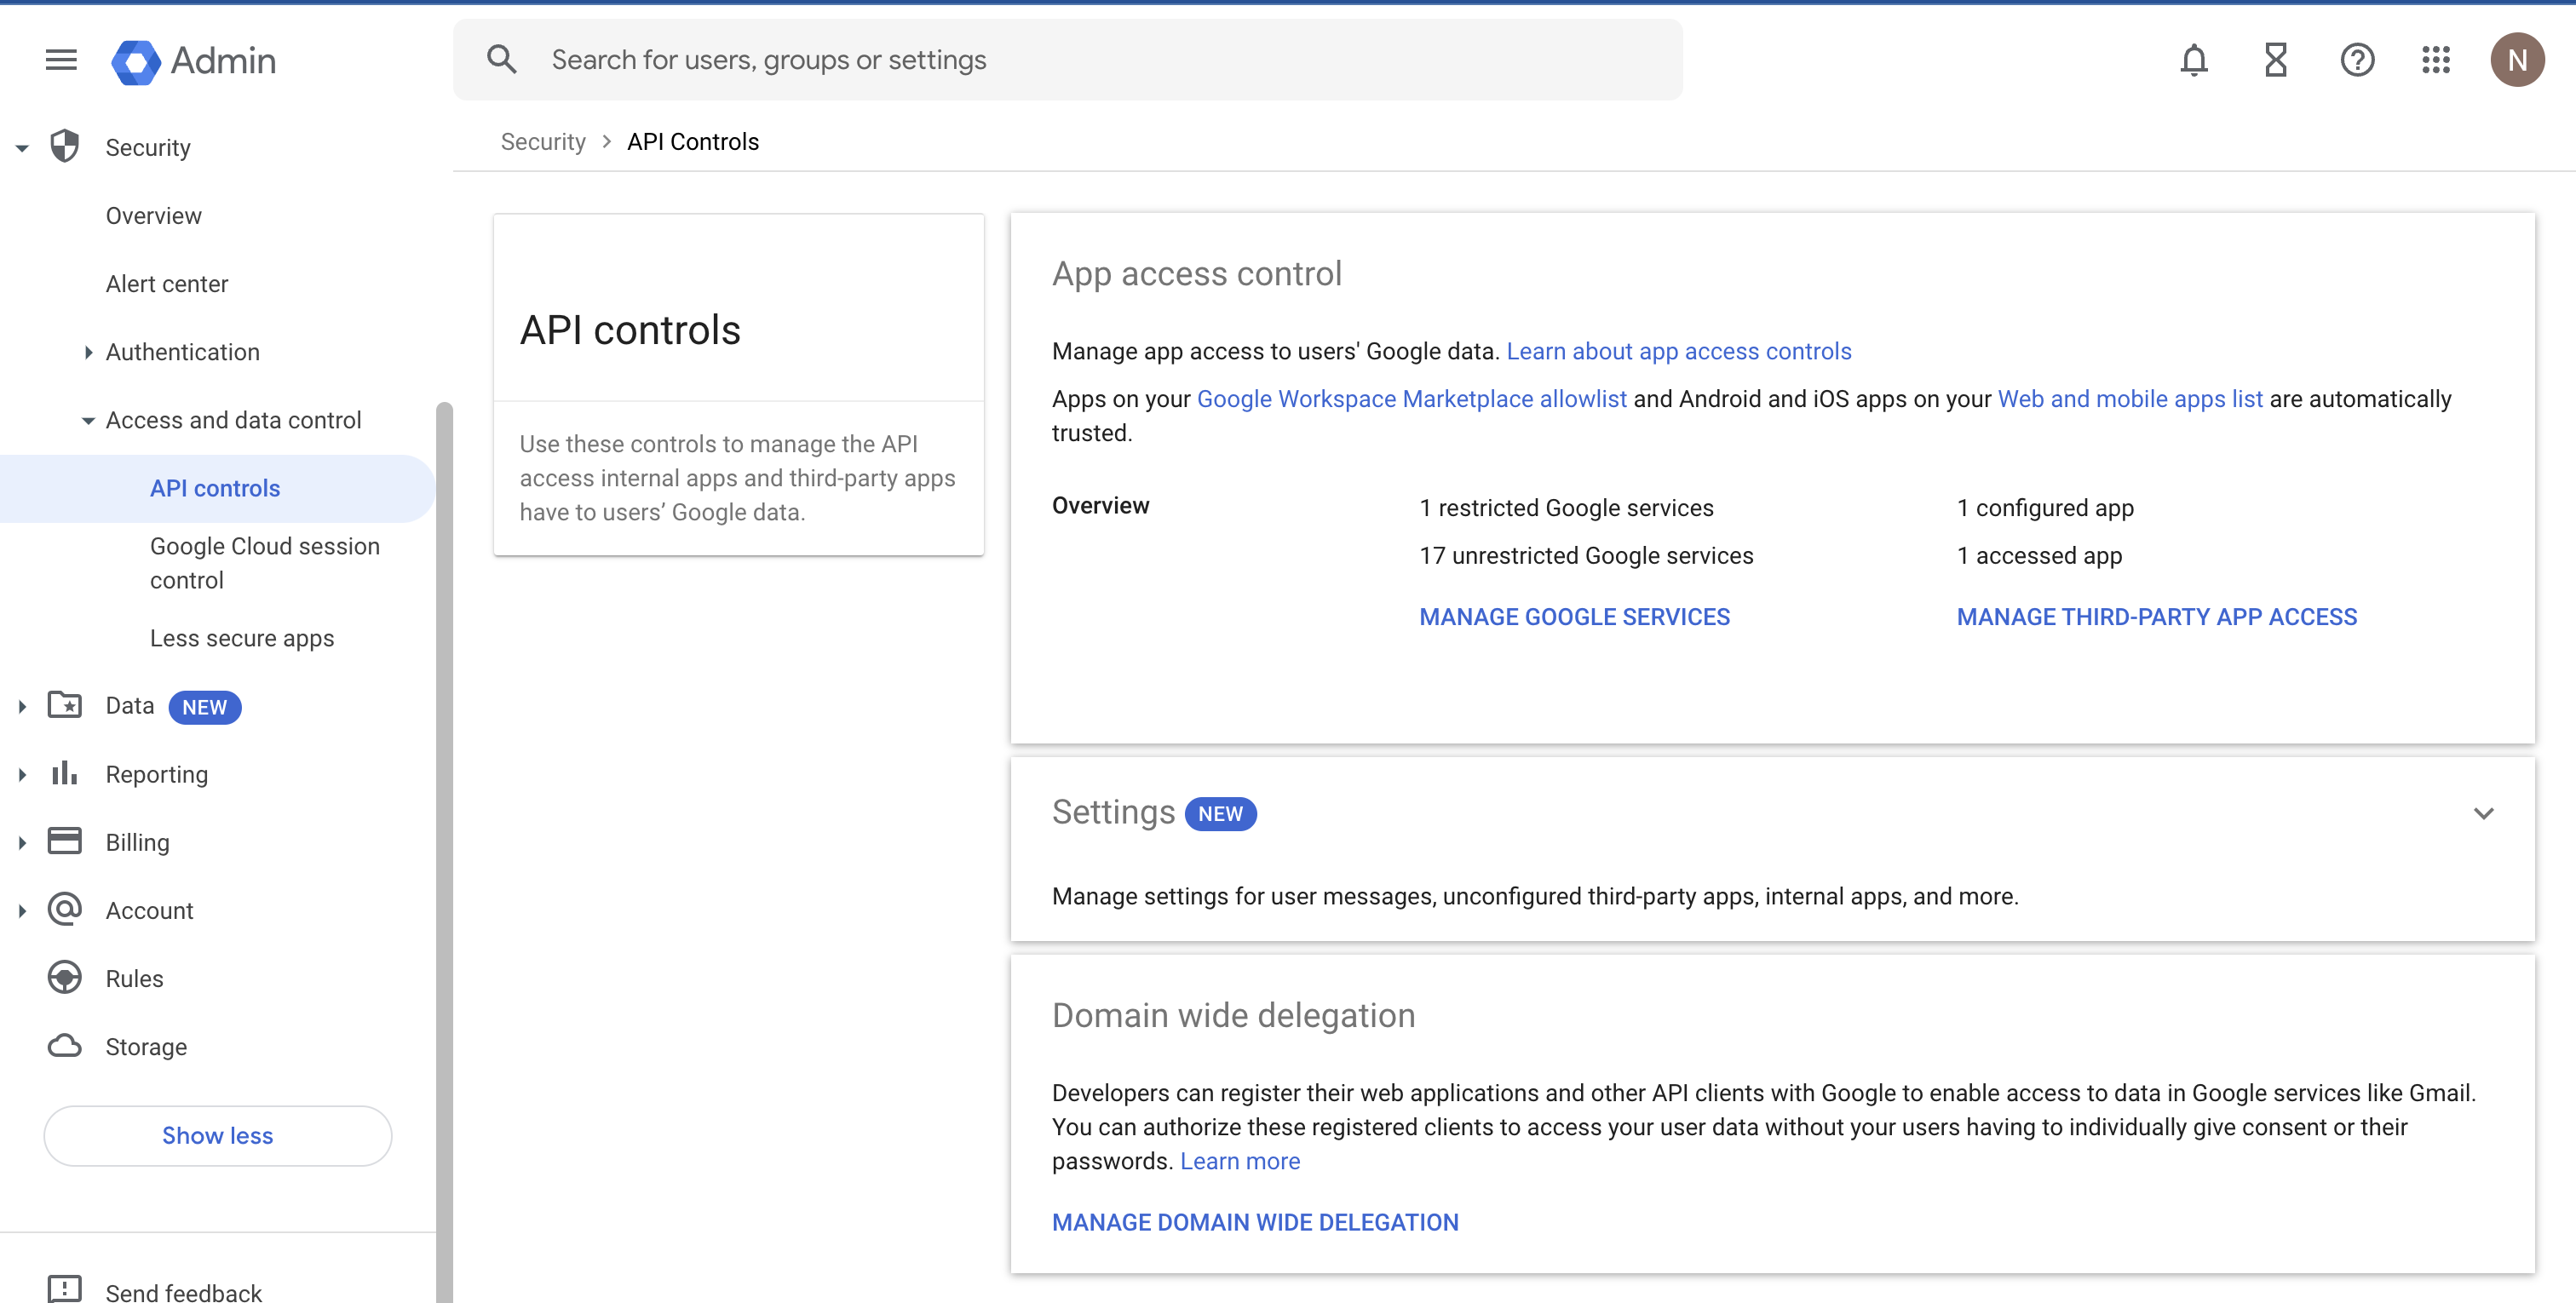 Admin
Search for users, groups or settings
N
Security
Overview
Alert center
Authentication
Access and data control
API controls
Google Cloud session
control
Less secure apps
Data NEW
Reporting
Billing
Account
Rules
Storage
Show less
Send feedback
Security > API Controls
API controls
Use these controls to manage the API
access internal apps and third-party apps
have to users’ Google data.
App access control
Manage app access to users' Google data. Learn about app access controls
Apps on your Google Workspace Marketplace allowlist and Android and iOS apps on your Web and mobile apps list are automatically
trusted.
Overview
1 restricted Google services
17 unrestricted Google services
MANAGE GOOGLE SERVICES
1 configured app
1 accessed app
MANAGE THIRD-PARTY APP ACCESS
Settings NEW
Manage settings for user messages, unconfigured third-party apps, internal apps, and more.
Domain wide delegation
Developers can register their web applications and other API clients with Google to enable access to data in Google services like Gmail.
You can authorize these registered clients to access your user data without your users having to individually give consent or their
passwords. Learn more
MANAGE DOMAIN WIDE DELEGATION